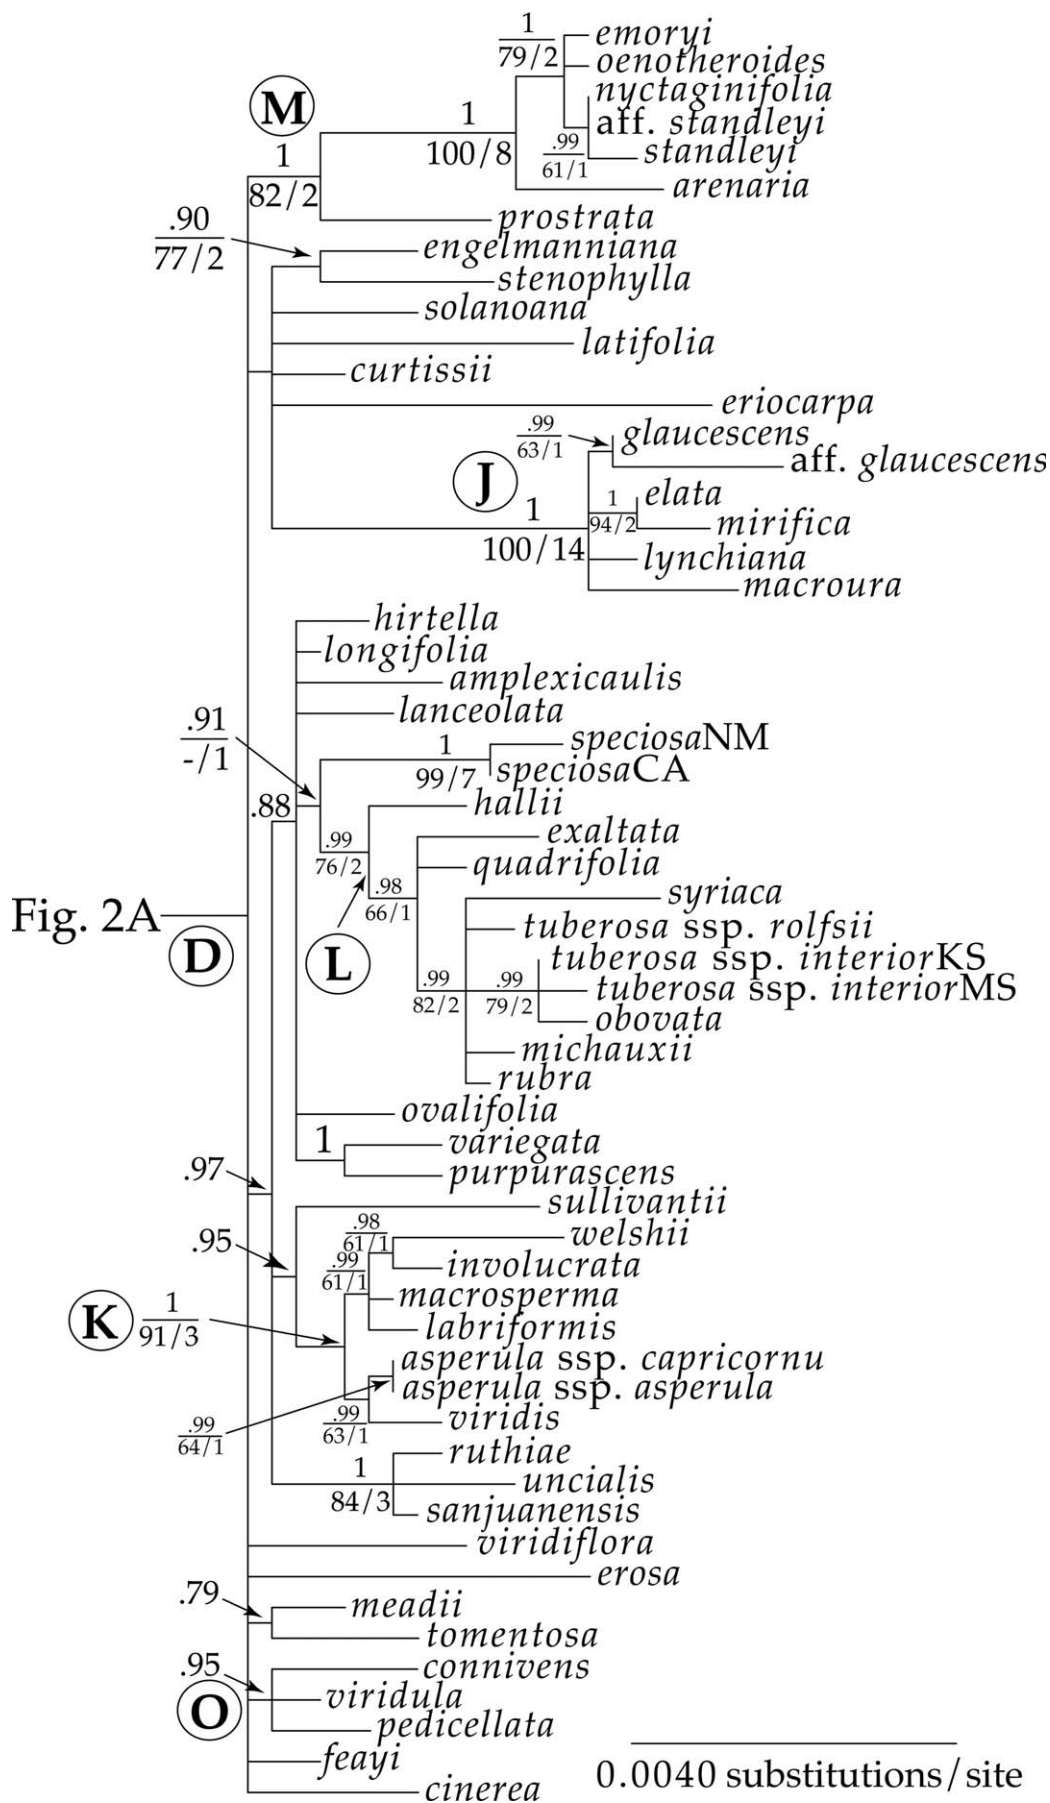 1
79/2
emoryi
oenotheroides
nyctaginifolia
aff. standleyi
.99
61/1
standleyi
arenaria
M
1
100/8
1
82/2
prostrata
.90
77/2
engelmanniana
stenophylla
solanoana
latifolia
curtissii
eriocarpa
.99
63/1
glaucescens
aff. glaucescens
J
1
100/14
1
94/2
elata
mirifica
lynchiana
macroura
hirtella
longifolia
amplexicaulis
lanceolata
.91
-/1
1
99/7
speciosaNM
speciosaCA
.88
hallii
.99
76/2
exaltata
quadrifolia
.98
66/1
syriaca
Fig. 2A
D
L
tuberosa ssp. rolfsii
tuberosa ssp. interiorKS
.99
82/2
.99
79/2
tuberosa ssp. interiorMS
obovata
michauxii
rubra
ovalifolia
1
variegata
purpurascens
.97
sullivantii
.95
.98
61/1
welshii
.99
61/1
involucrata
macrosperma
K
1
91/3
labriformis
asperula ssp. capricornu
asperula ssp. asperula
.99
64/1
.99
63/1
viridis
ruthiae
1
84/3
uncialis
sanjuanensis
viridiflora
erosa
.79
meadii
tomentosa
.95
O
connivens
viridula
pedicellata
feayi
cinerea
0.0040 substitutions/site